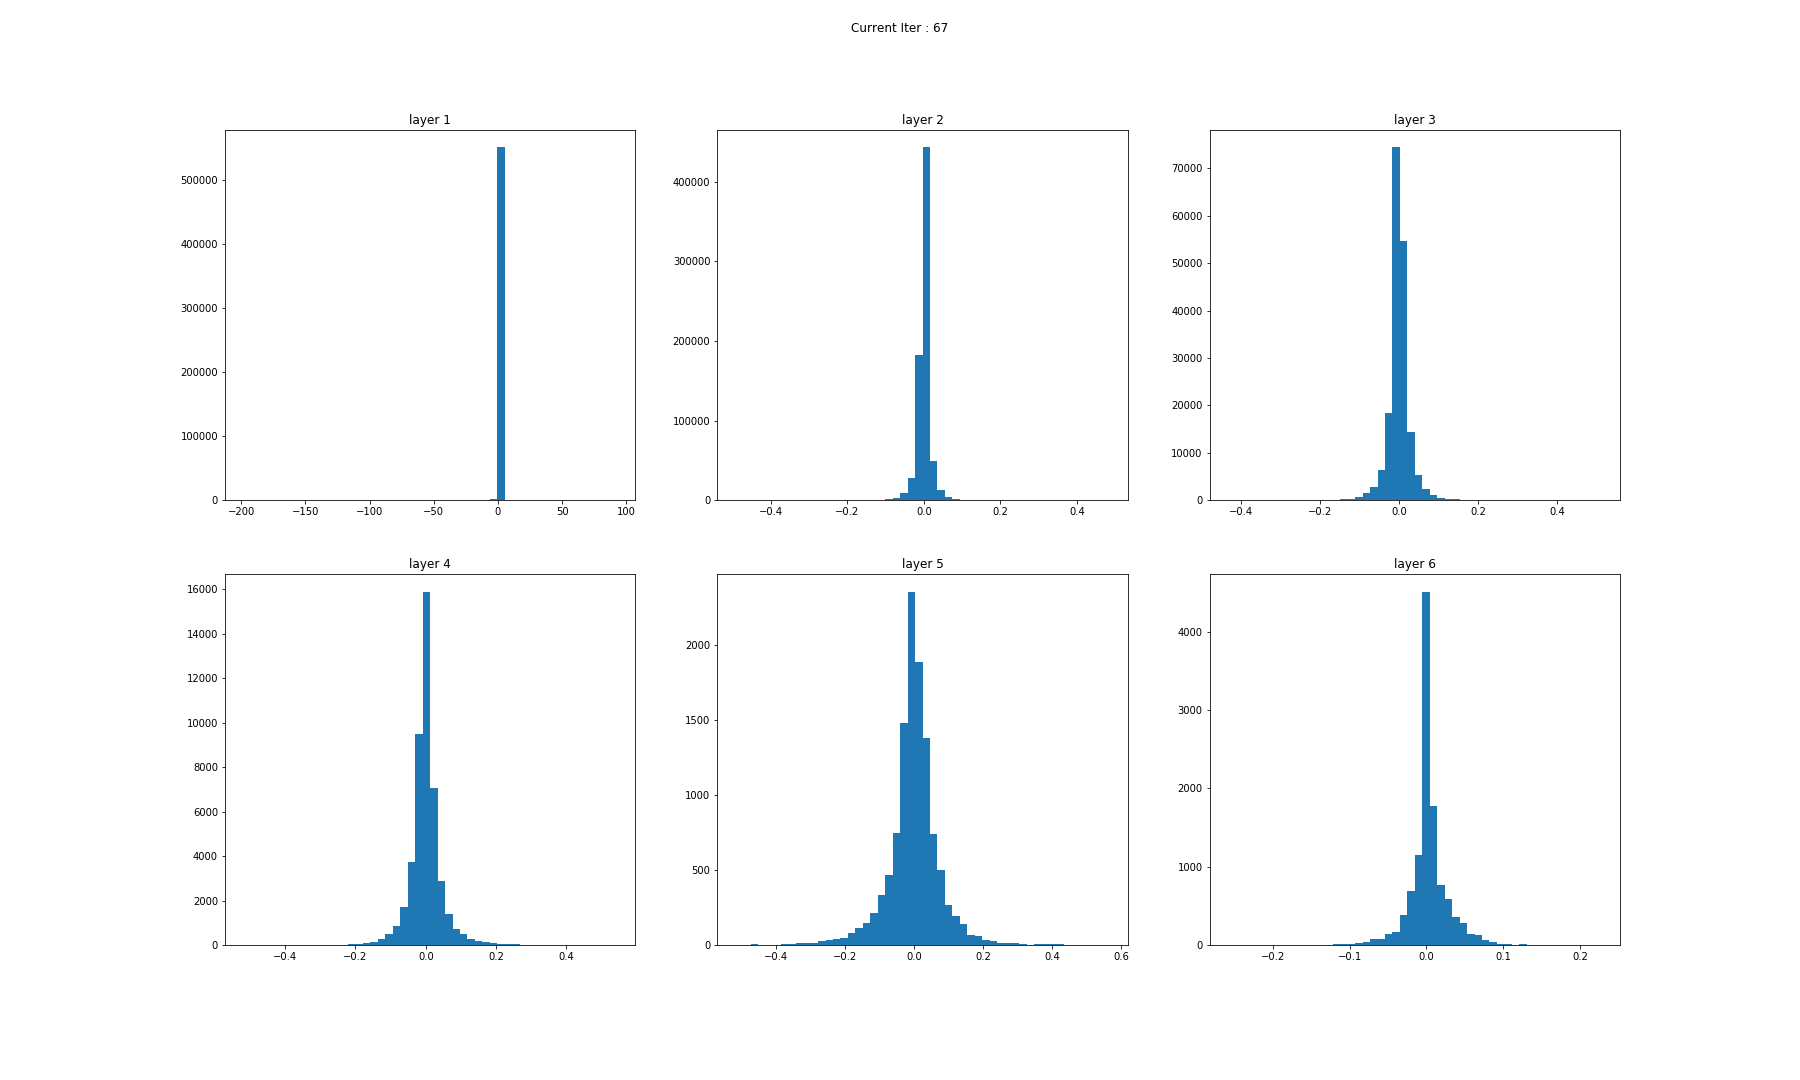 Current Iter : 67
layer 1
500000
400000
300000
200000
100000
0
−200 −150 −100 −50 0 50 100
layer 2
400000
300000
200000
100000
0
−0.4 −0.2 0.0 0.2 0.4
layer 3
70000
60000
50000
40000
30000
20000
10000
0
−0.4 −0.2 0.0 0.2 0.4
layer 4
16000
14000
12000
10000
8000
6000
4000
2000
0
−0.4 −0.2 0.0 0.2 0.4
layer 5
2000
1500
1000
500
0
−0.4 −0.2 0.0 0.2 0.4 0.6
layer 6
4000
3000
2000
1000
0
−0.2 −0.1 0.0 0.1 0.2